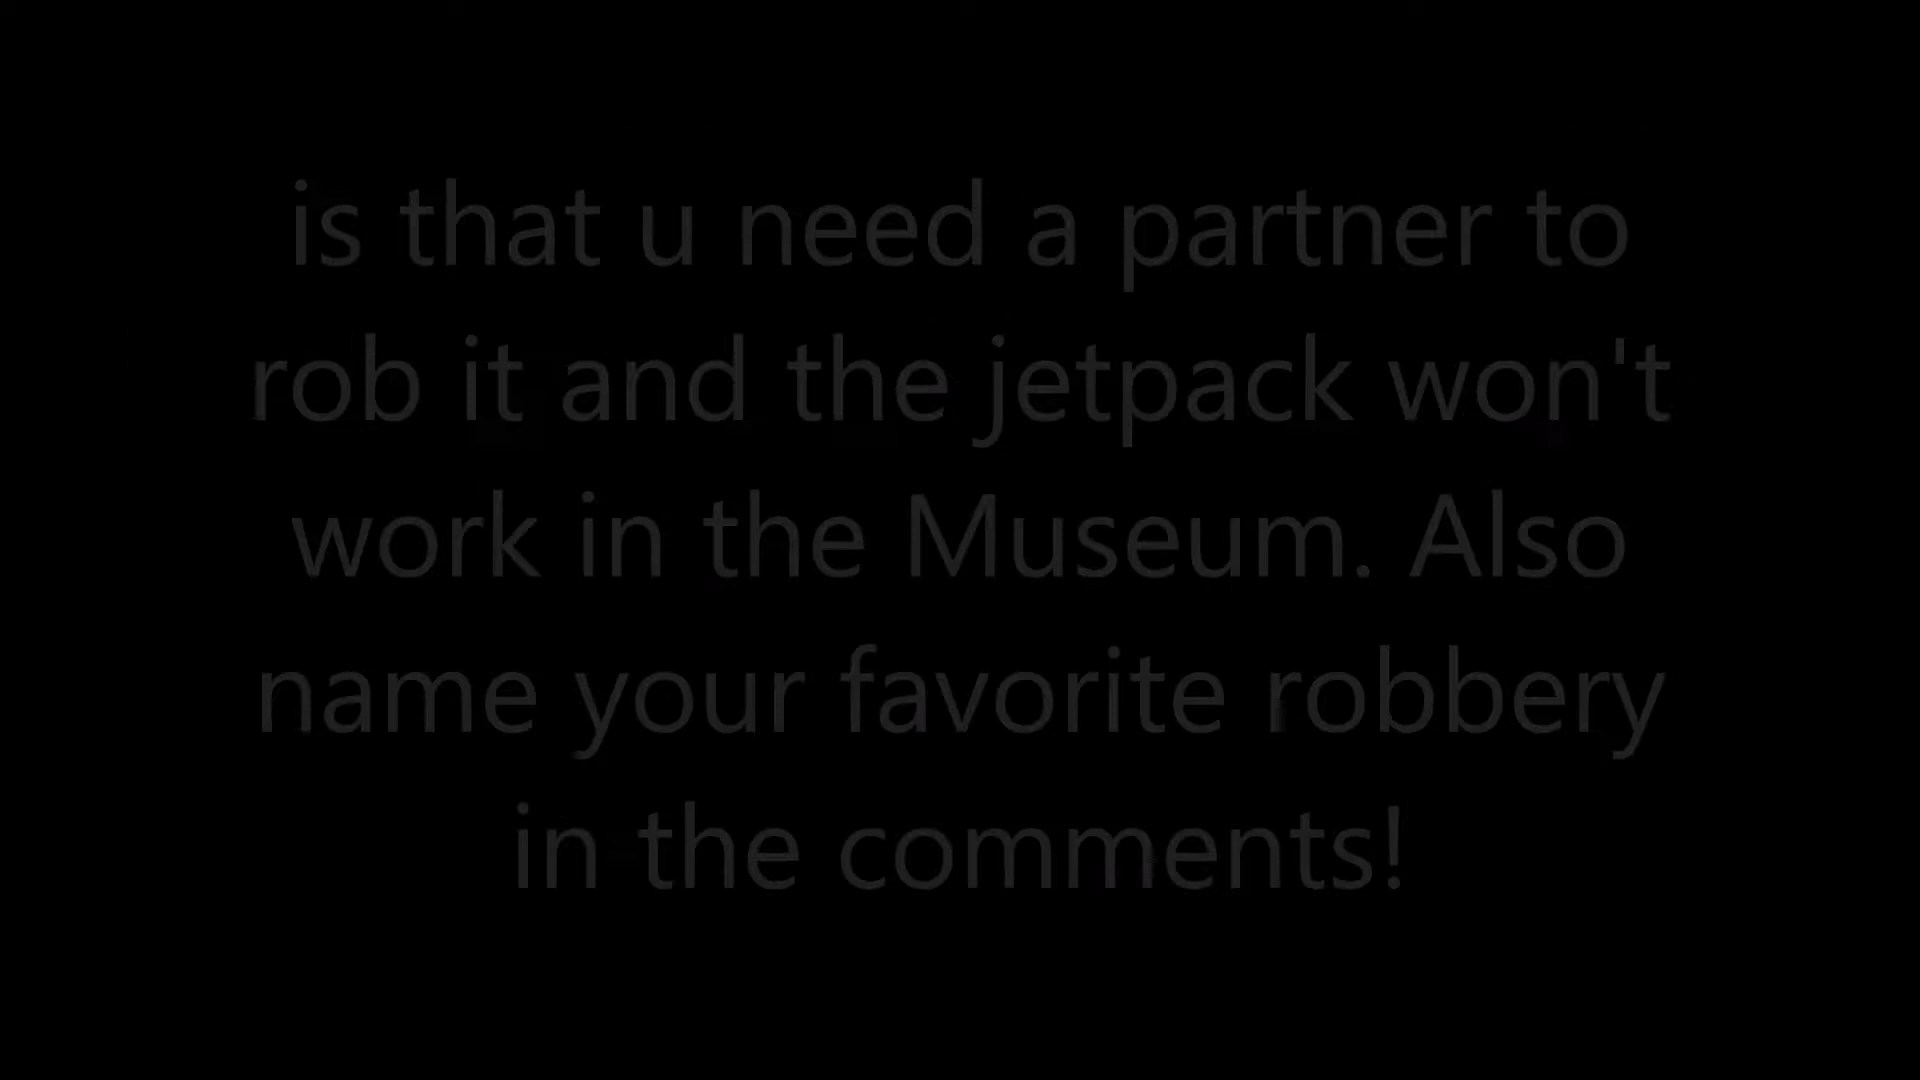 is that u need a partner to
rob it and the jetpack won't
work in the Museum. Also
name your favorite robbery
in the comments!